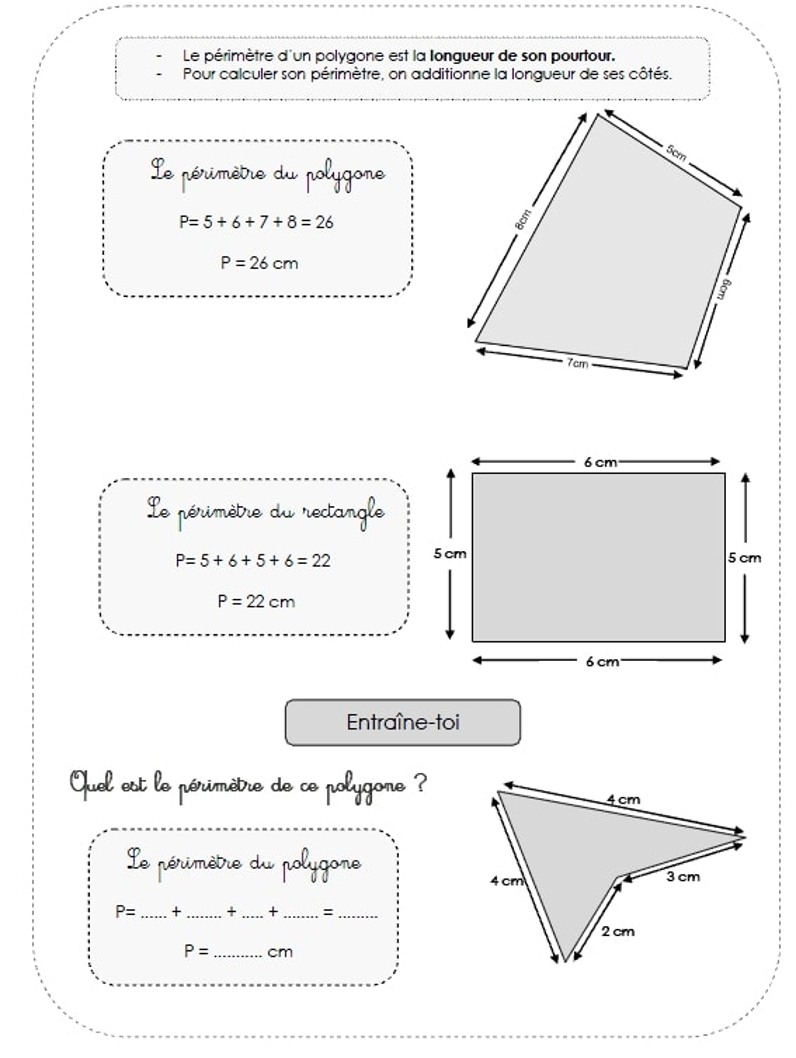 - Le périmètre d'un polygone est la longueur de son pourtour.
- Pour calculer son périmètre, on additionne la longueur de ses côtés.
Le périmètre du polygone
P= 5 + 6 + 7 + 8 = 26
P = 26 cm
5cm
8cm
6cm
7cm
Le périmètre du rectangle
P= 5 + 6 + 5 + 6 = 22
P = 22 cm
6 cm
5 cm
5 cm
6 cm
Entraîne-toi
Quel est le périmètre de ce polygone ?
Le périmètre du polygone
P= ...... + ........ + ..... + ........ = .........
P = ........... cm
4 cm
4 cm
3 cm
2 cm